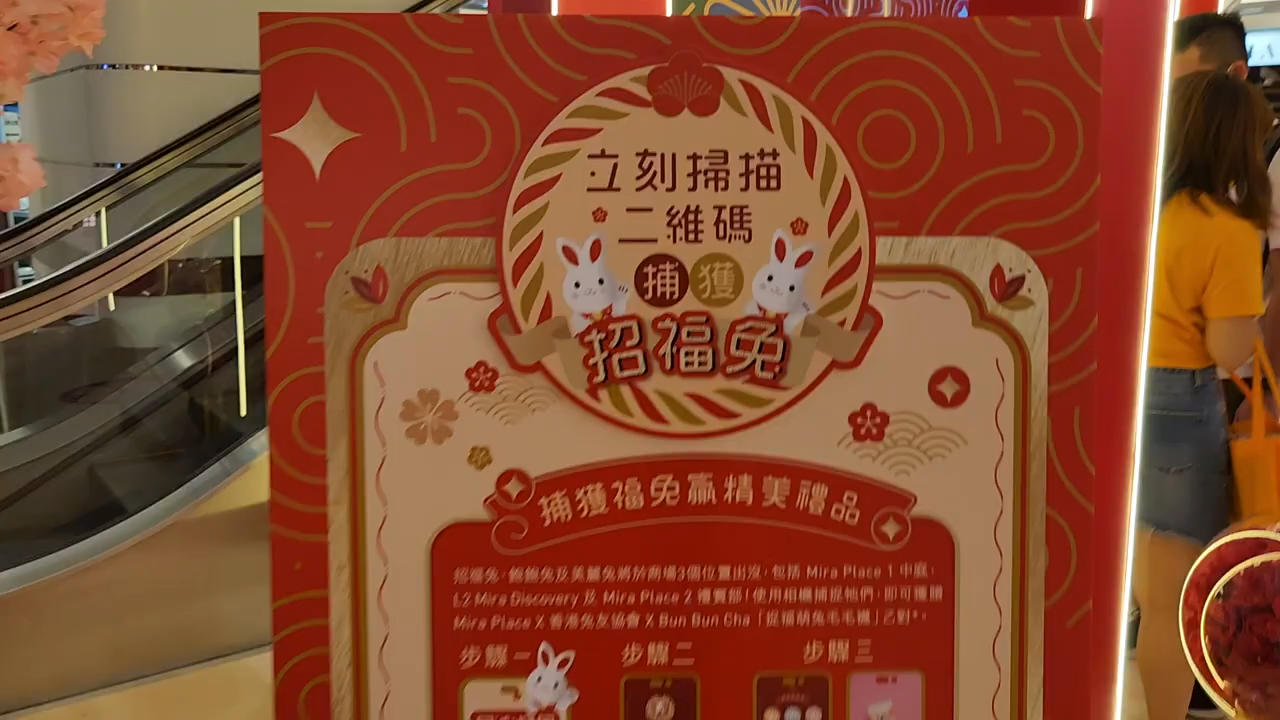 立刻掃描
二維碼
捕獲
招福兔
捕獲福兔贏精美禮品
招福兔，錦鯉兔及美麗兔將於商場3個位置出沒，包括 Mira Place 1 中庭，
L2 Mira Discovery 及 Mira Place 2 禮賓部！使用相機捕捉牠們，即可獲贈
Mira Place X 香港兔友協會 X Bun Bun Cha「捉福萌兔毛毛襪」乙對*。
步驟一 步驟二 步驟三